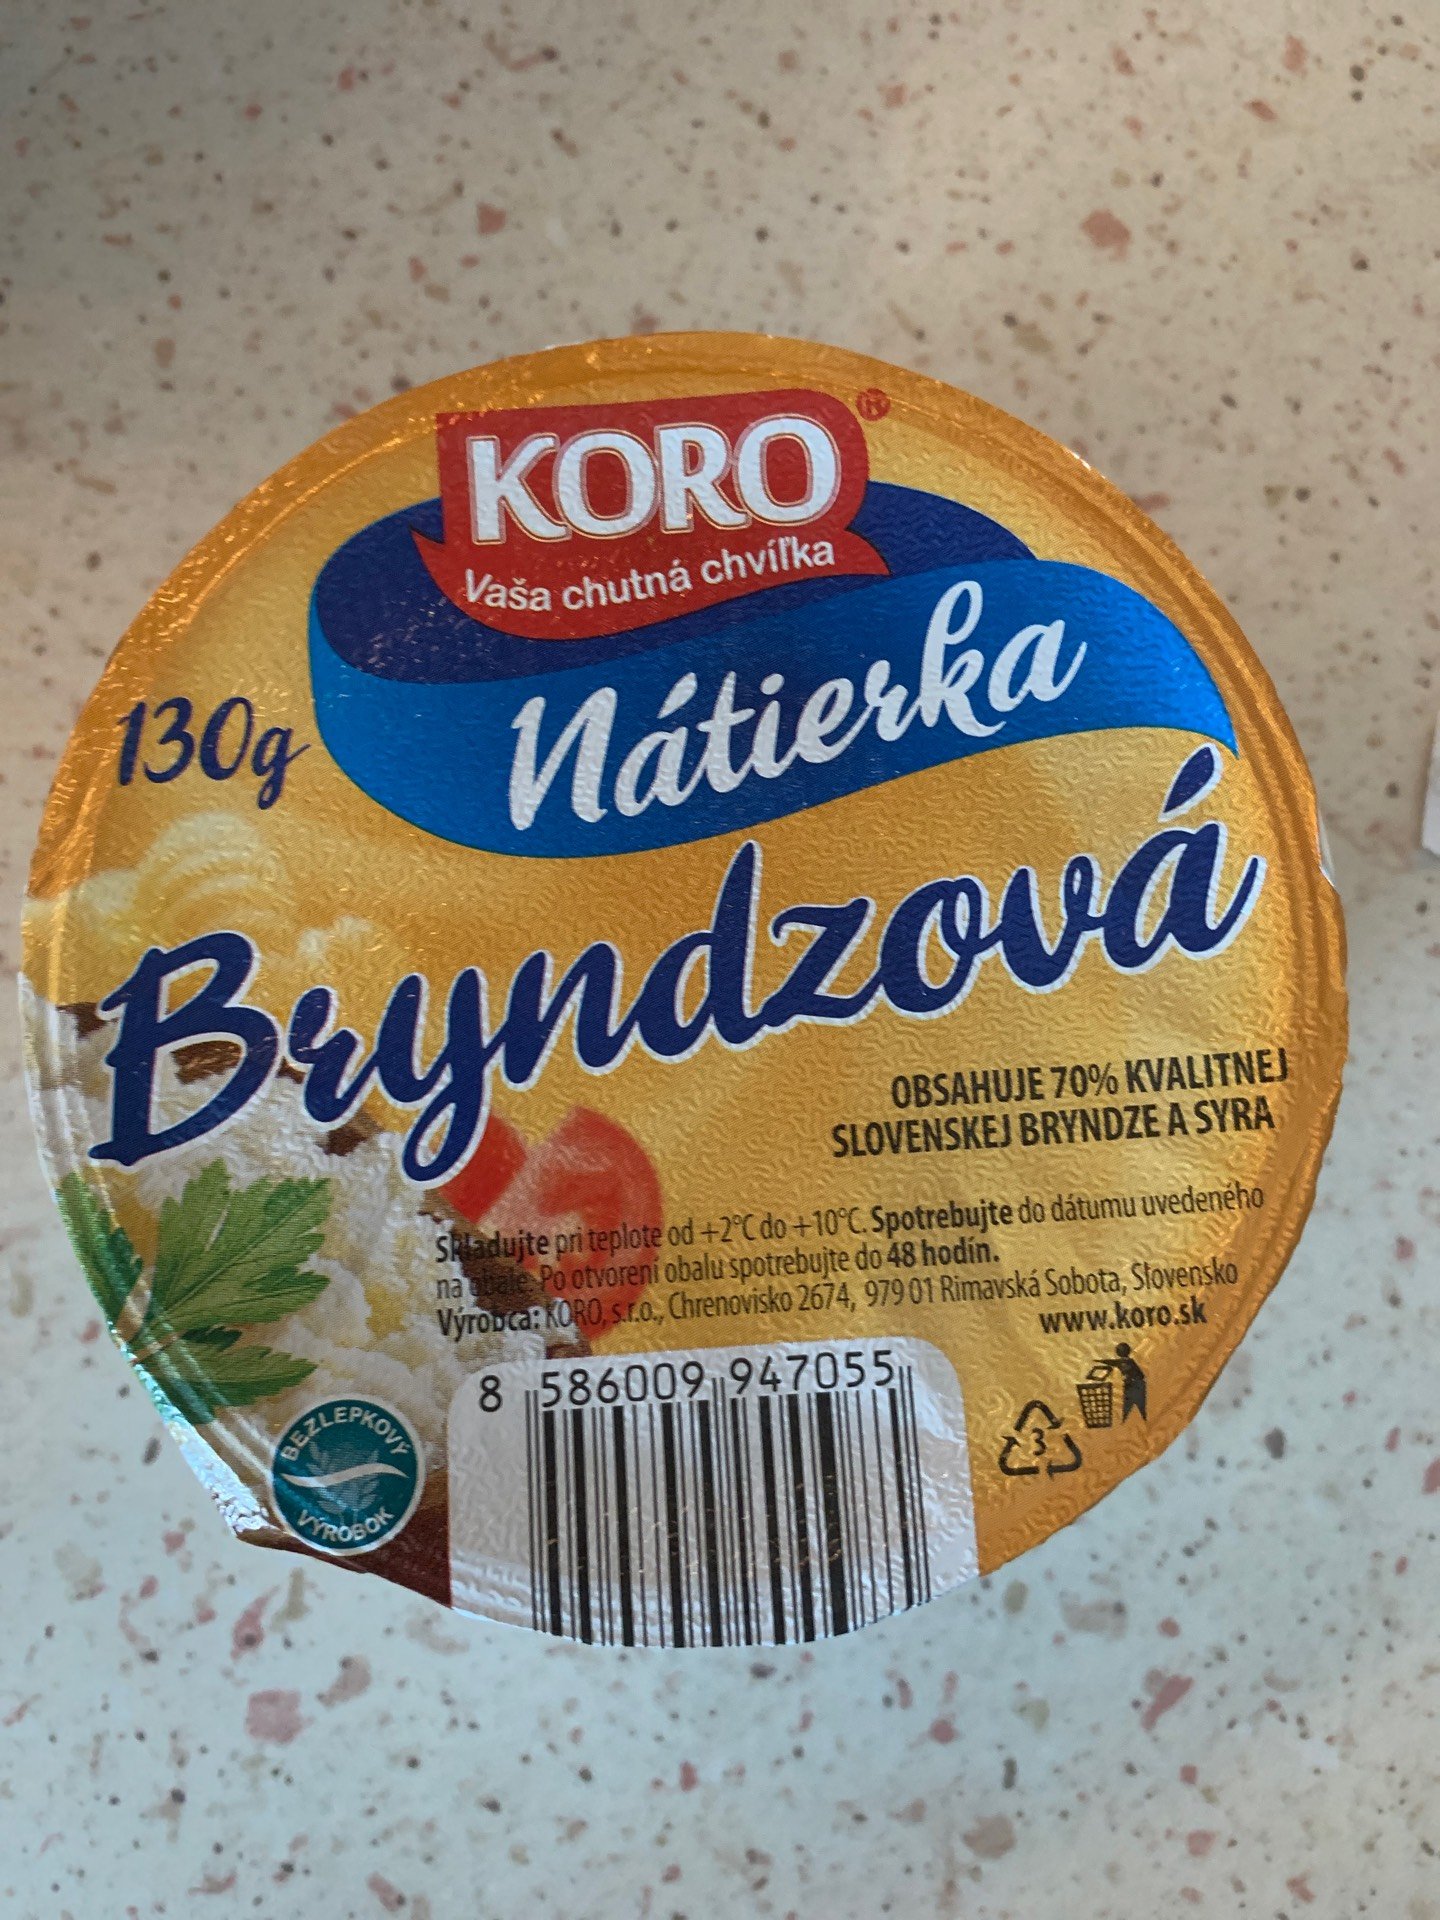 KORO®
Vaša chutná chvíľka
Nátierka
130g
Bryndzová
OBSAHUJE 70% KVALITNEJ
SLOVENSKEJ BRYNDZE A SYRA
Skladujte pri teplote od +2°C do +10°C. Spotrebujte do dátumu uvedeného
na obale. Po otvorení obalu spotrebujte do 48 hodín.
Výrobca: KORO, s.r.o., Chrenovisko 2674, 979 01 Rimavská Sobota, Slovensko
www.koro.sk
8 586009 947055
3
BEZLEPKOVÝ
VÝROBOK